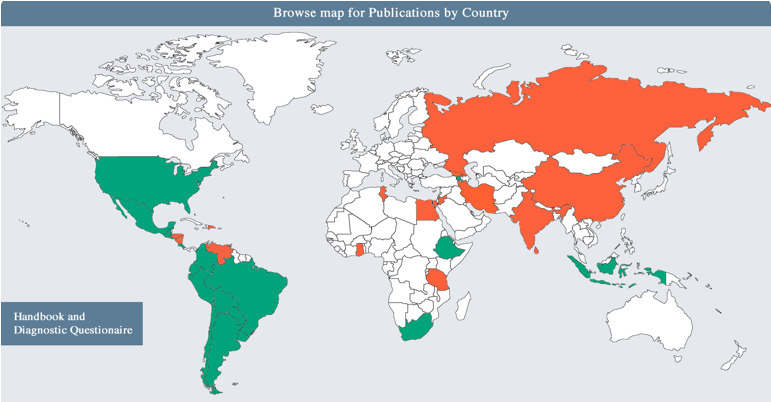 Browse map for Publications by Country
Handbook and
Diagnostic Questionaire